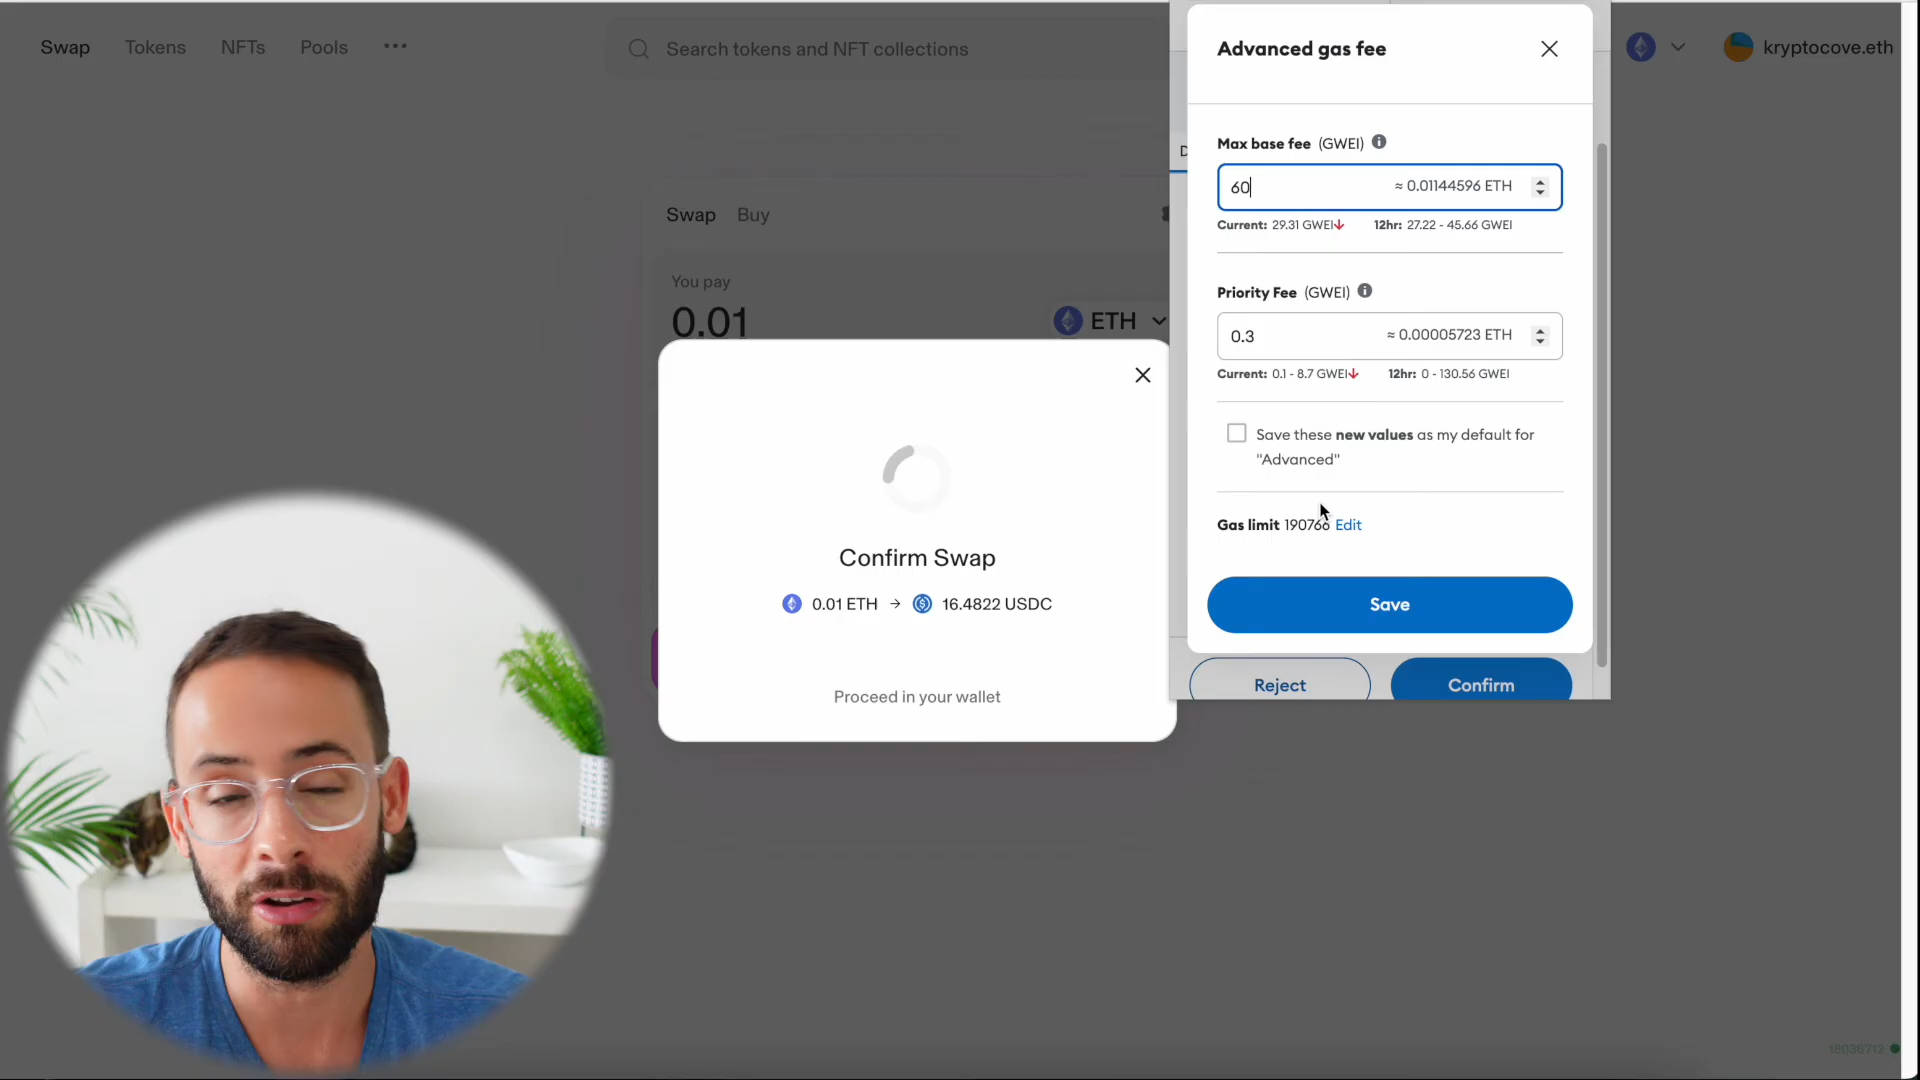 Swap
Tokens
NFTs
Pools
Search tokens and NFT collections
kryptocove.eth
Swap
Buy
You pay
0.01
ETH
Confirm Swap
0.01 ETH → 16.4822 USDC
Proceed in your wallet
Advanced gas fee
D
Max base fee (GWEI)
60 ≈ 0.01144596 ETH
Current: 29.31 GWEI 12hr: 27.22 - 45.66 GWEI
Priority Fee (GWEI)
0.3 ≈ 0.00005723 ETH
Current: 0.1 - 8.7 GWEI 12hr: 0 - 130.56 GWEI
Save these new values as my default for
"Advanced"
Gas limit 190766 Edit
Save
Reject
Confirm
18036712